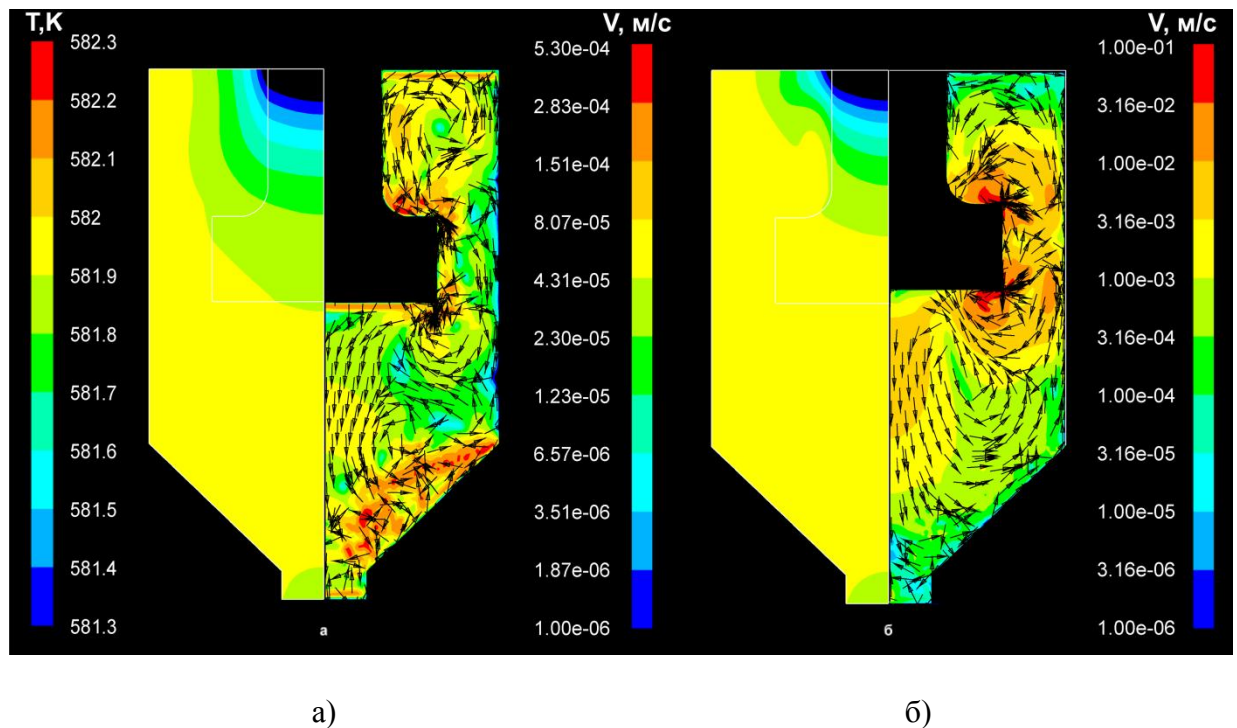 T,K
582.3
582.2
582.1
582
581.9
581.8
581.7
581.6
581.5
581.4
581.3
V, м/с
5.30e-04
2.83e-04
1.51e-04
8.07e-05
4.31e-05
2.30e-05
1.23e-05
6.57e-06
3.51e-06
1.87e-06
1.00e-06
V, м/с
1.00e-01
3.16e-02
1.00e-02
3.16e-03
1.00e-03
3.16e-04
1.00e-04
3.16e-05
1.00e-05
3.16e-06
1.00e-06
а
б
а)
б)